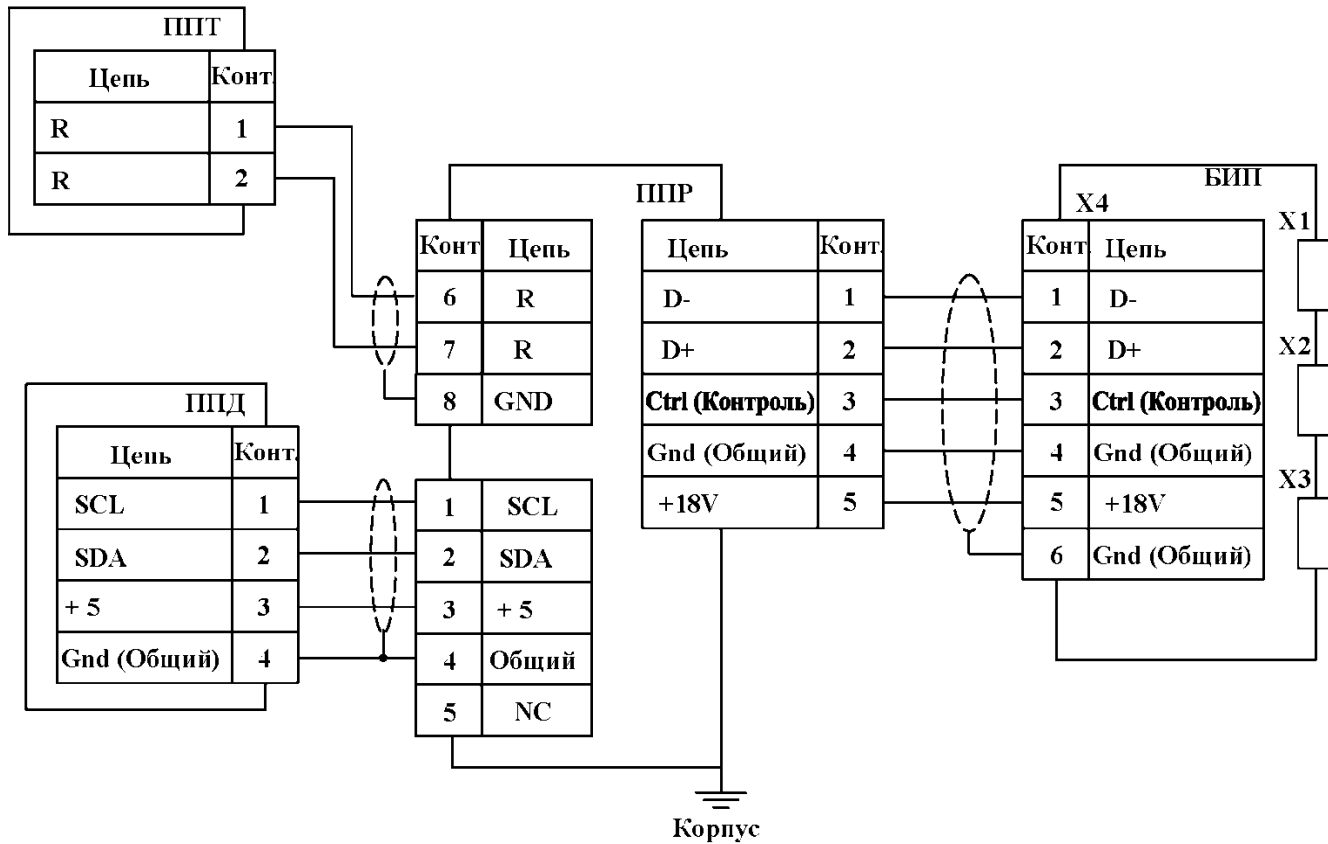 ППТ
Цепь Конт.
R 1
R 2
ППР
Конт Цепь
6 R
7 R
8 GND
ППД
Цепь Конт.
SCL 1
SDA 2
+ 5 3
Gnd (Общий) 4
1 SCL
2 SDA
3 + 5
4 Общий
5 NC
Цепь Конт.
D- 1
D+ 2
Ctrl (Контроль) 3
Gnd (Общий) 4
+18V 5
БИП
X4
Конт. Цепь
1 D-
2 D+
3 Ctrl (Контроль)
4 Gnd (Общий)
5 +18V
6 Gnd (Общий)
X1
X2
X3
Корпус